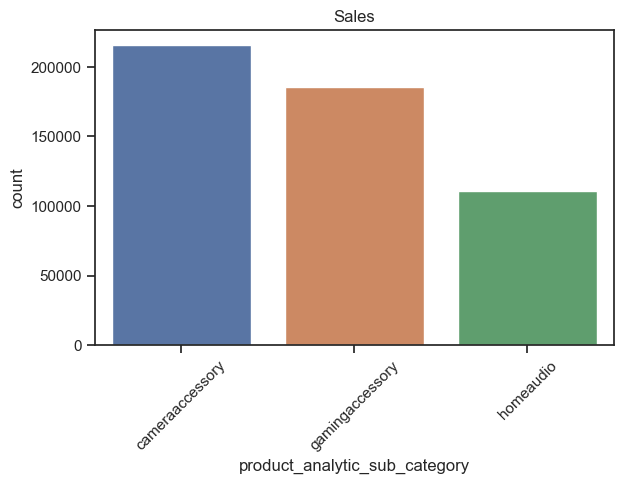 Sales
count
200000
150000
100000
50000
0
cameraaccessory
gamingaccessory
homeaudio
product_analytic_sub_category